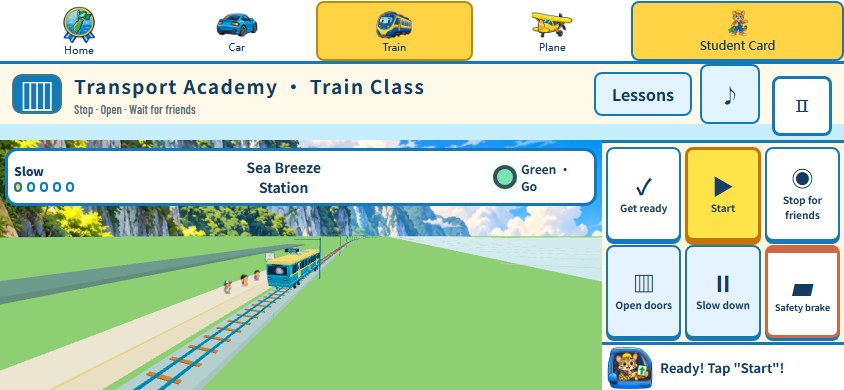 Home
Car
Train
Plane
Student Card
Transport Academy • Train Class
Stop · Open · Wait for friends
Lessons
Slow
Sea Breeze
Station
Green •
Go
Get ready
Start
Stop for
friends
Open doors
Slow down
Safety brake
Ready! Tap "Start"!